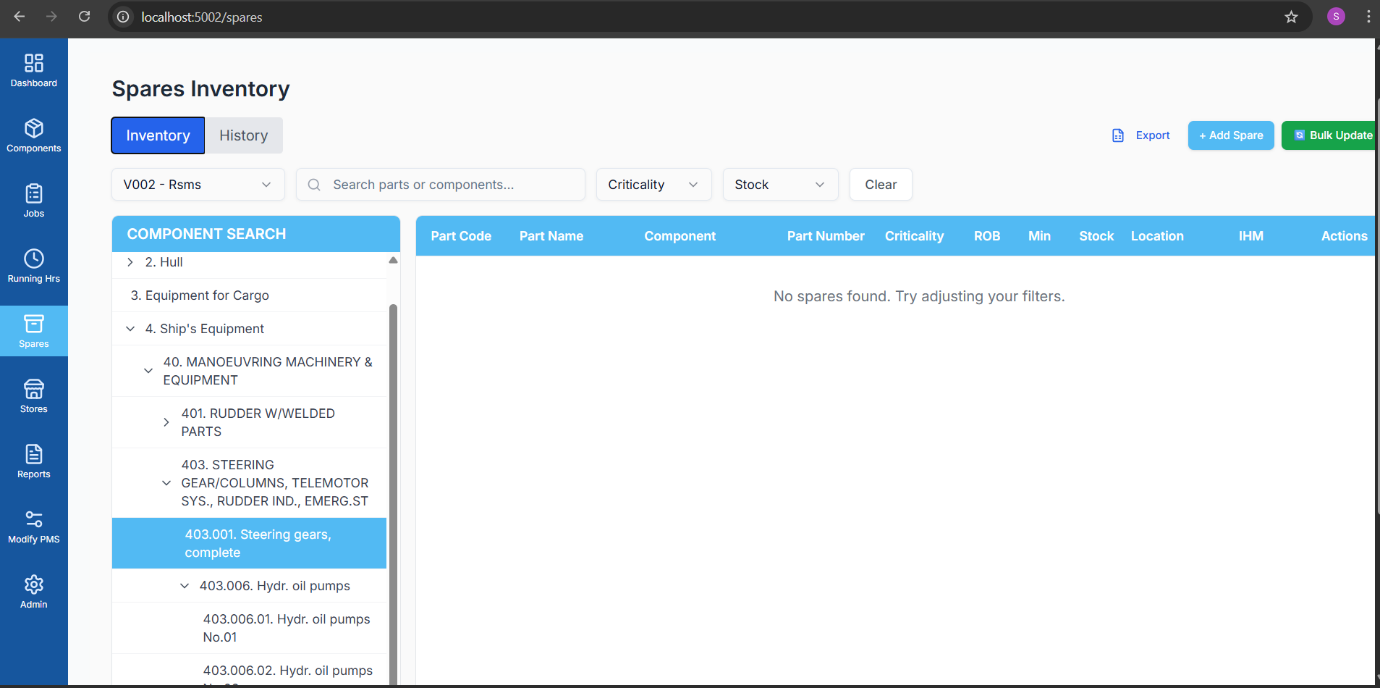 localhost:5002/spares
S
Dashboard
Components
Jobs
Running Hrs
Spares
Stores
Reports
Modify PMS
Admin
Spares Inventory
Inventory
History
Export
+ Add Spare
Bulk Update
V002 - Rsms
Search parts or components...
Criticality
Stock
Clear
COMPONENT SEARCH
2. Hull
3. Equipment for Cargo
4. Ship's Equipment
40. MANOEUVRING MACHINERY &
EQUIPMENT
401. RUDDER W/WELDED
PARTS
403. STEERING
GEAR/COLUMNS, TELEMOTOR
SYS., RUDDER IND., EMERG.ST
403.001. Steering gears,
complete
403.006. Hydr. oil pumps
403.006.01. Hydr. oil pumps
No.01
403.006.02. Hydr. oil pumps
Part Code Part Name Component Part Number Criticality ROB Min Stock Location IHM Actions
No spares found. Try adjusting your filters.